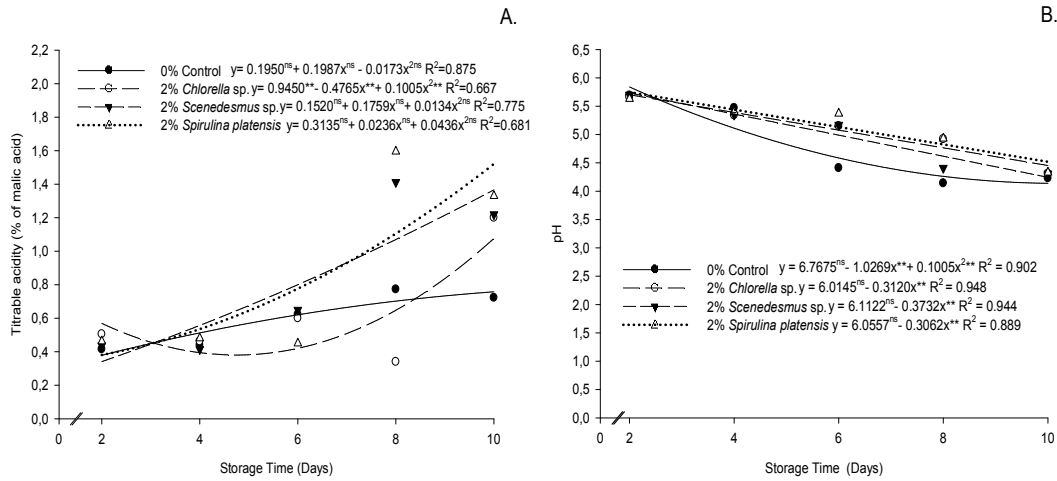 A.
2,2
2,0
1,8
1,6
1,4
1,2
1,0
0,8
0,6
0,4
0,2
0,0
Titrable acidity (% of malic acid)
0% Control y= 0.1950ns+ 0.1987xns - 0.0173x2ns R2=0.875
2% Chlorella sp. y= 0.9450**- 0.4765x**+ 0.1005x2** R2=0.667
2% Scenedesmus sp. y= 0.1520ns+ 0.1759xns+ 0.0134x2ns R2=0.775
2% Spirulina platensis y= 0.3135ns+ 0.0236xns+ 0.0436x2ns R2=0.681
0 2 4 6 8 10
Storage Time (Days)
B.
6,5
6,0
5,5
5,0
4,5
4,0
3,5
3,0
2,5
2,0
1,5
1,0
0,5
0,0
pH
0% Control y = 6.7675ns- 1.0269x**+ 0.1005x2** R2 = 0.902
2% Chlorella sp. y = 6.0145ns- 0.3120x** R2 = 0.948
2% Scenedesmus sp. y = 6.1122ns- 0.3732x** R2 = 0.944
2% Spirulina platensis y = 6.0557ns- 0.3062x** R2 = 0.889
0 2 4 6 8 10
Storage Time (Days)